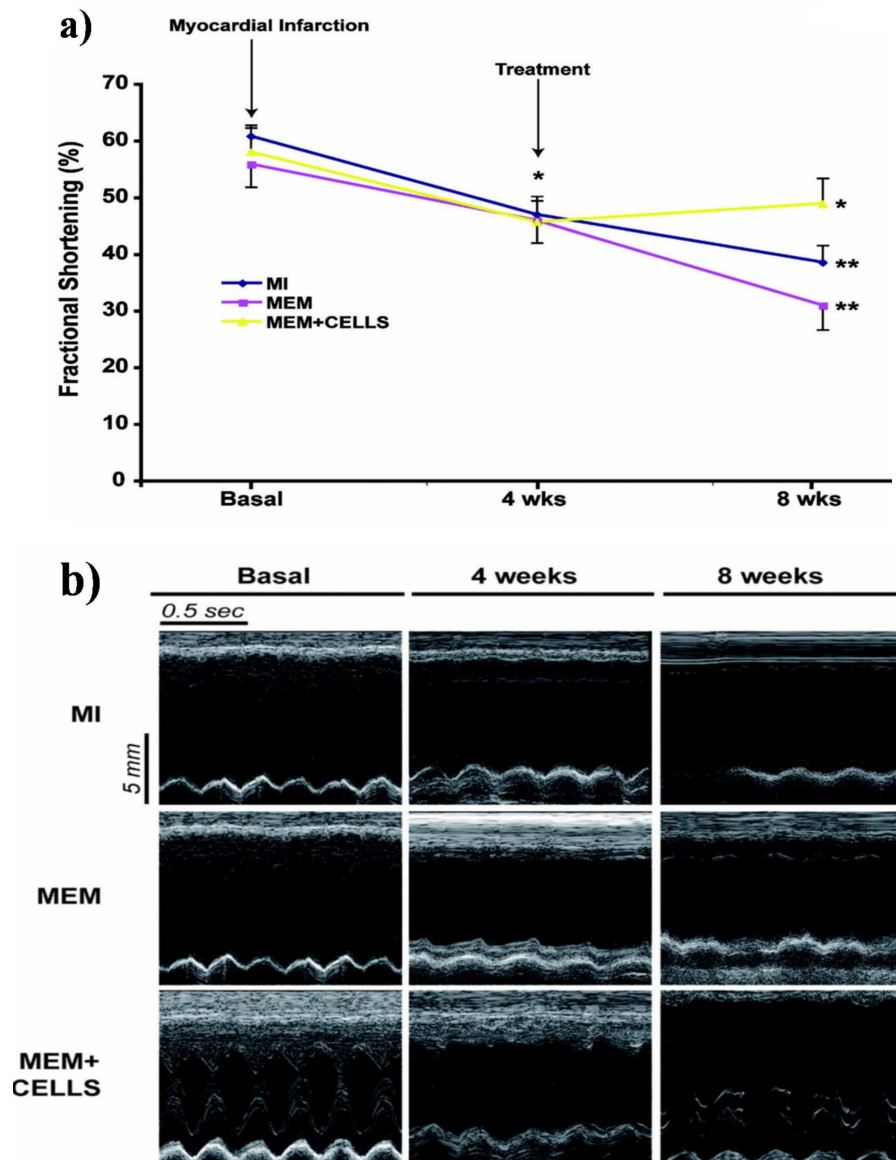 a)
Myocardial Infarction
Treatment
70
60
50
40
30
20
10
0
Fractional Shortening (%)
*
*
**
**
MI
MEM
MEM+CELLS
Basal 4 wks 8 wks
b)
Basal 4 weeks 8 weeks
0.5 sec
MI
5 mm
MEM
MEM+
CELLS